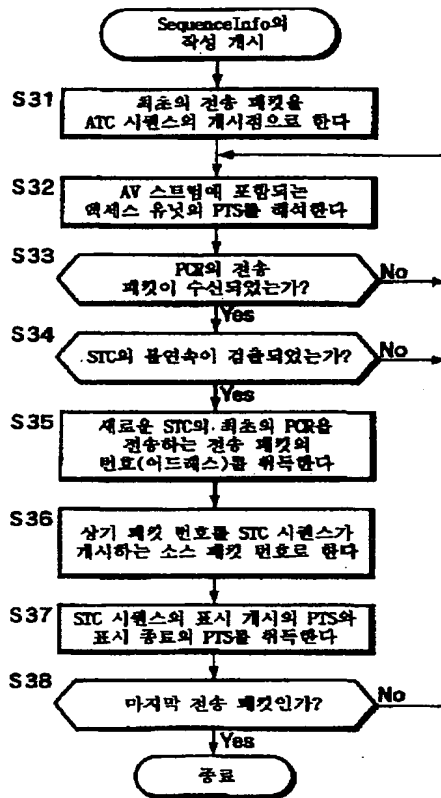 SequenceInfo의
작성 개시
S31
최초의 전송 패킷을
ATC 시퀀스의 개시점으로 한다
S32
AV 스트림에 포함되는
액세스 유닛의 PTS를 해석한다
S33
PCR의 전송
패킷이 수신되었는가?
No
Yes
S34
STC의 불연속이 검출되었는가?
No
Yes
S35
새로운 STC의 최초의 PCR을
전송하는 전송 패킷의
번호(어드레스)를 취득한다
S36
상기 패킷 번호를 STC 시퀀스가
개시하는 소스 패킷 번호로 한다
S37
STC 시퀀스의 표시 개시의 PTS와
표시 종료의 PTS를 취득한다
S38
마지막 전송 패킷인가?
No
Yes
종료